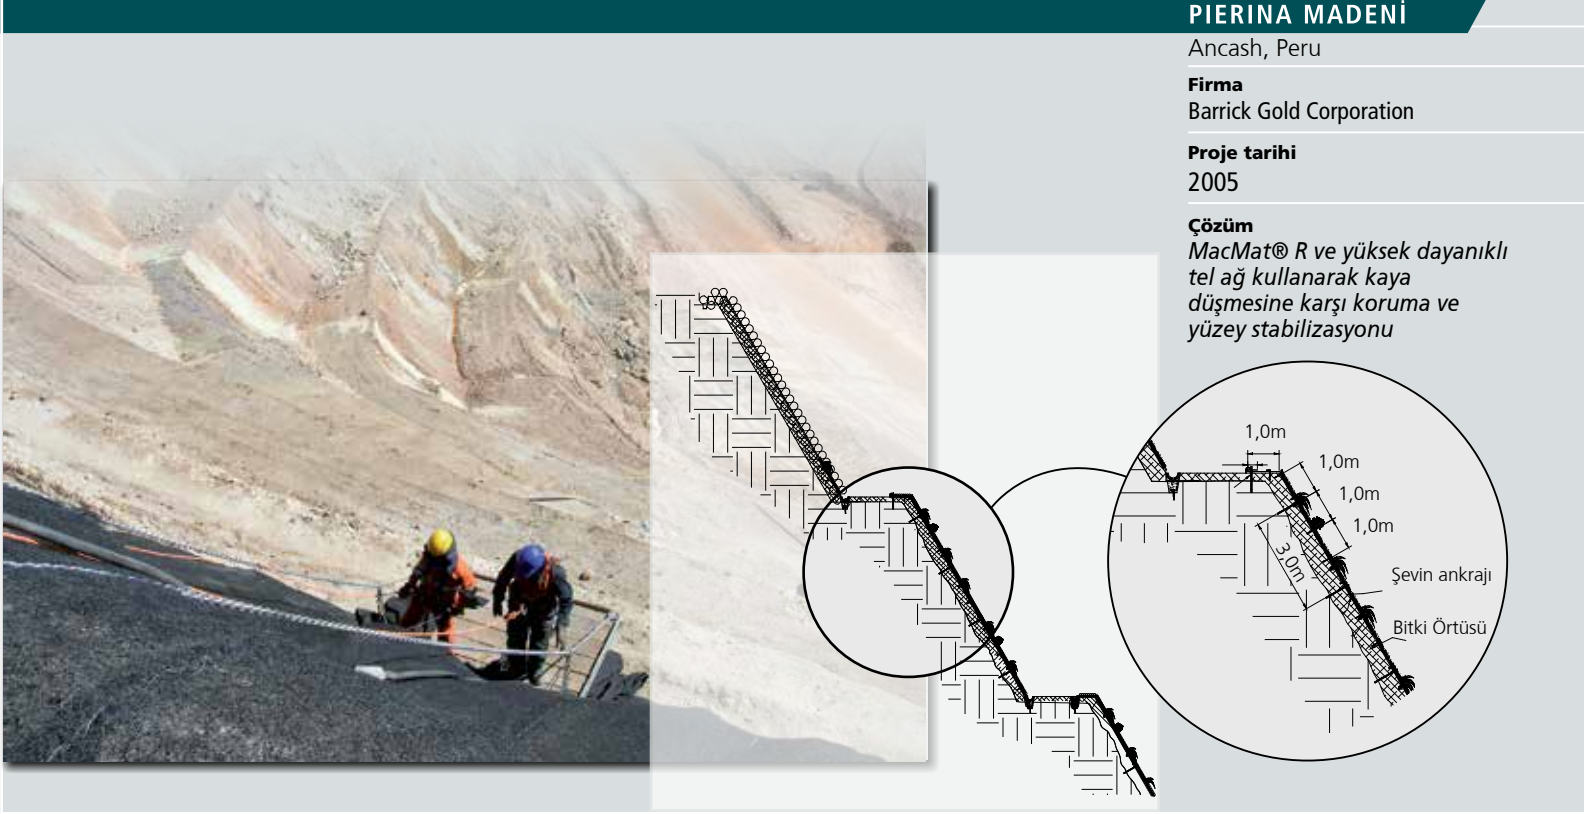 PIERINA MADENİ
Ancash, Peru
Firma
Barrick Gold Corporation
Proje tarihi
2005
Çözüm
MacMat® R ve yüksek dayanıklı
tel ağ kullanarak kaya
düşmesine karşı koruma ve
yüzey stabilizasyonu
1,0m
1,0m
1,0m
1,0m
3,0m
Şevin ankrajı
Bitki Örtüsü